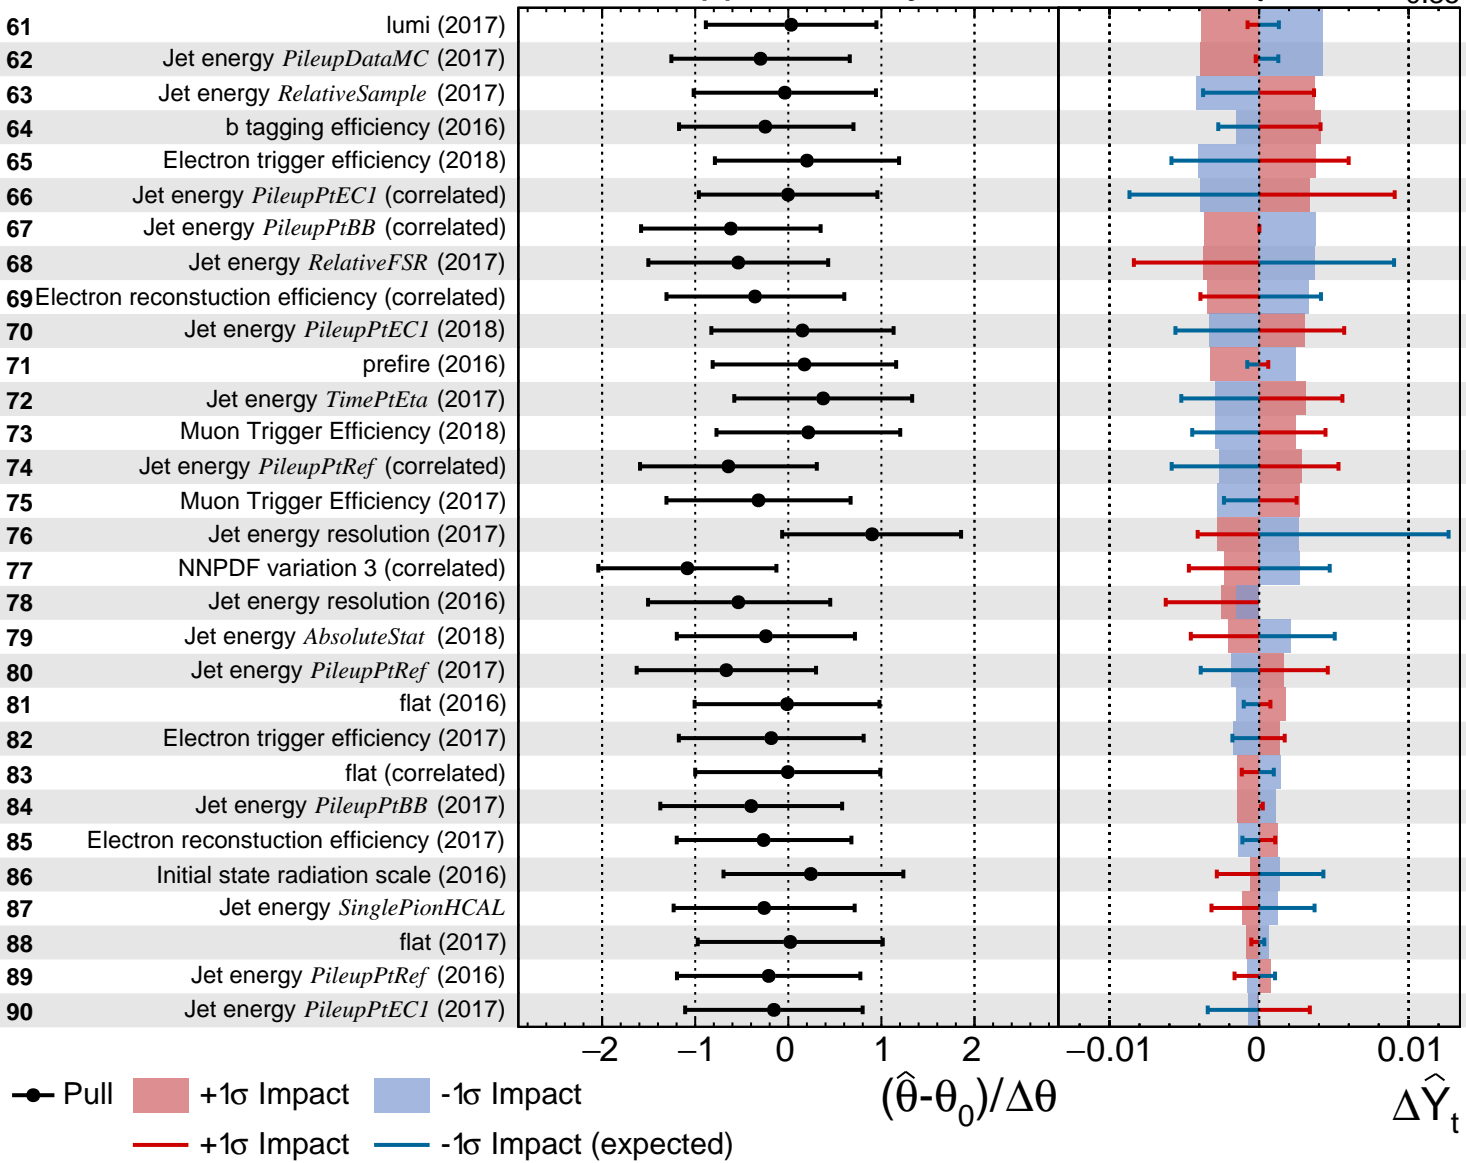 61 lumi (2017)
62 Jet energy PileupDataMC (2017)
63 Jet energy RelativeSample (2017)
64 b tagging efficiency (2016)
65 Electron trigger efficiency (2018)
66 Jet energy PileupPtEC1 (correlated)
67 Jet energy PileupPtBB (correlated)
68 Jet energy RelativeFSR (2017)
69 Electron reconstuction efficiency (correlated)
70 Jet energy PileupPtEC1 (2018)
71 prefire (2016)
72 Jet energy TimePtEta (2017)
73 Muon Trigger Efficiency (2018)
74 Jet energy PileupPtRef (correlated)
75 Muon Trigger Efficiency (2017)
76 Jet energy resolution (2017)
77 NNPDF variation 3 (correlated)
78 Jet energy resolution (2016)
79 Jet energy AbsoluteStat (2018)
80 Jet energy PileupPtRef (2017)
81 flat (2016)
82 Electron trigger efficiency (2017)
83 flat (correlated)
84 Jet energy PileupPtBB (2017)
85 Electron reconstuction efficiency (2017)
86 Initial state radiation scale (2016)
87 Jet energy SinglePionHCAL
88 flat (2017)
89 Jet energy PileupPtRef (2016)
90 Jet energy PileupPtEC1 (2017)
−2 −1 0 1 2 −0.01 0 0.01
Pull +1σ Impact -1σ Impact (θ̂-θ₀)/Δθ ΔŶₜ
+1σ Impact -1σ Impact (expected)